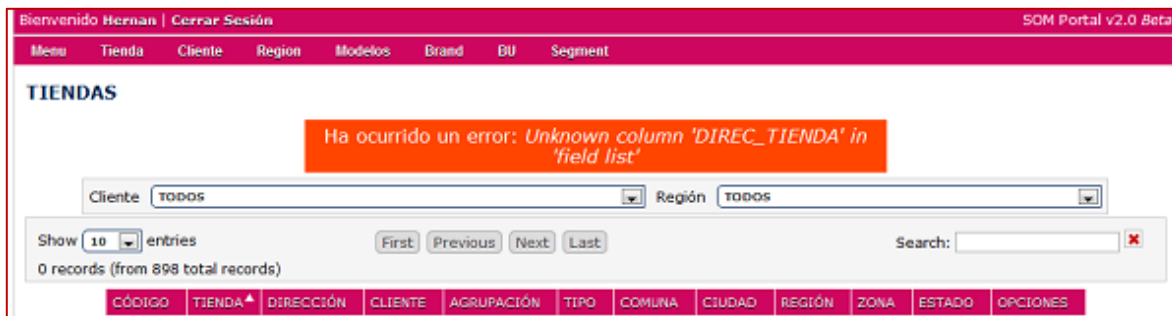 Bienvenido Hernan | Cerrar Sesión SOM Portal v2.0 Beta
Menu Tienda Cliente Region Modelos Brand BU Segment
TIENDAS
Ha ocurrido un error: Unknown column 'DIREC_TIENDA' in
'field list'
Cliente TODOS Región TODOS
Show 10 entries First Previous Next Last Search:
0 records (from 898 total records)
CÓDIGO TIENDA DIRECCIÓN CLIENTE AGRUPACIÓN TIPO COMUNA CIUDAD REGIÓN ZONA ESTADO OPCIONES